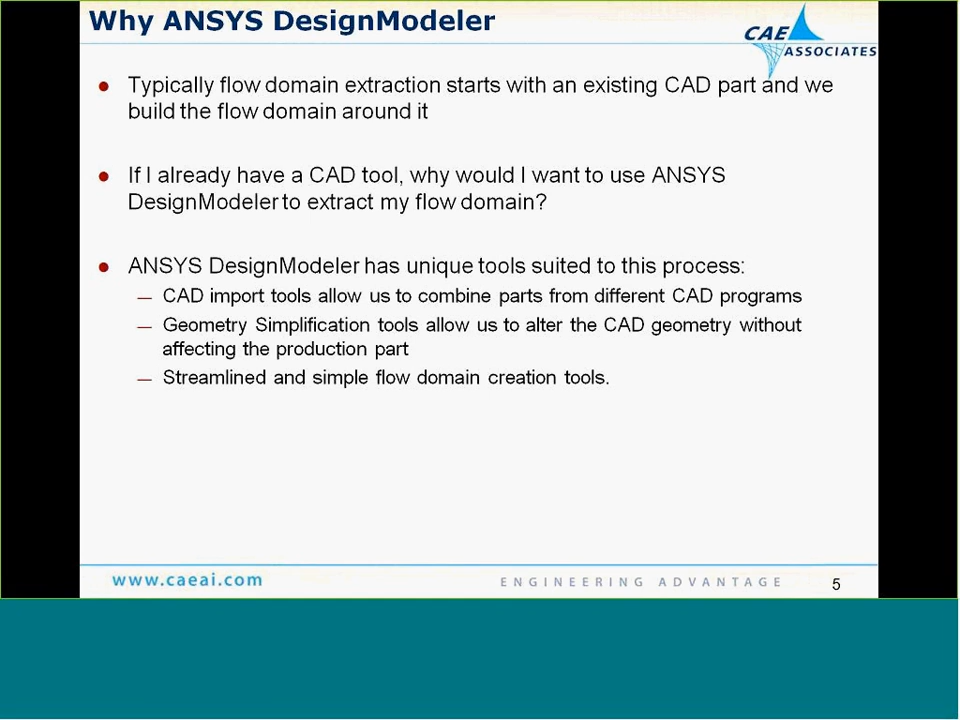 Why ANSYS DesignModeler
CAE
ASSOCIATES
● Typically flow domain extraction starts with an existing CAD part and we
build the flow domain around it
● If I already have a CAD tool, why would I want to use ANSYS
DesignModeler to extract my flow domain?
● ANSYS DesignModeler has unique tools suited to this process:
— CAD import tools allow us to combine parts from different CAD programs
— Geometry Simplification tools allow us to alter the CAD geometry without
affecting the production part
— Streamlined and simple flow domain creation tools.
www.caeai.com
ENGINEERING ADVANTAGE
5